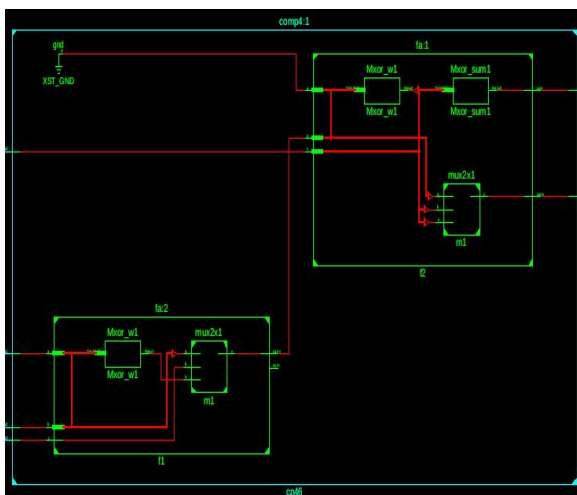 comp4:1
gnd
XST_GND
fa:1
Mxor_w1
Mxor_sum1
Mxor_w1
Mxor_sum1
mux2x1
m1
f2
fa:2
Mxor_w1
mux2x1
Mxor_w1
m1
f1
cp46